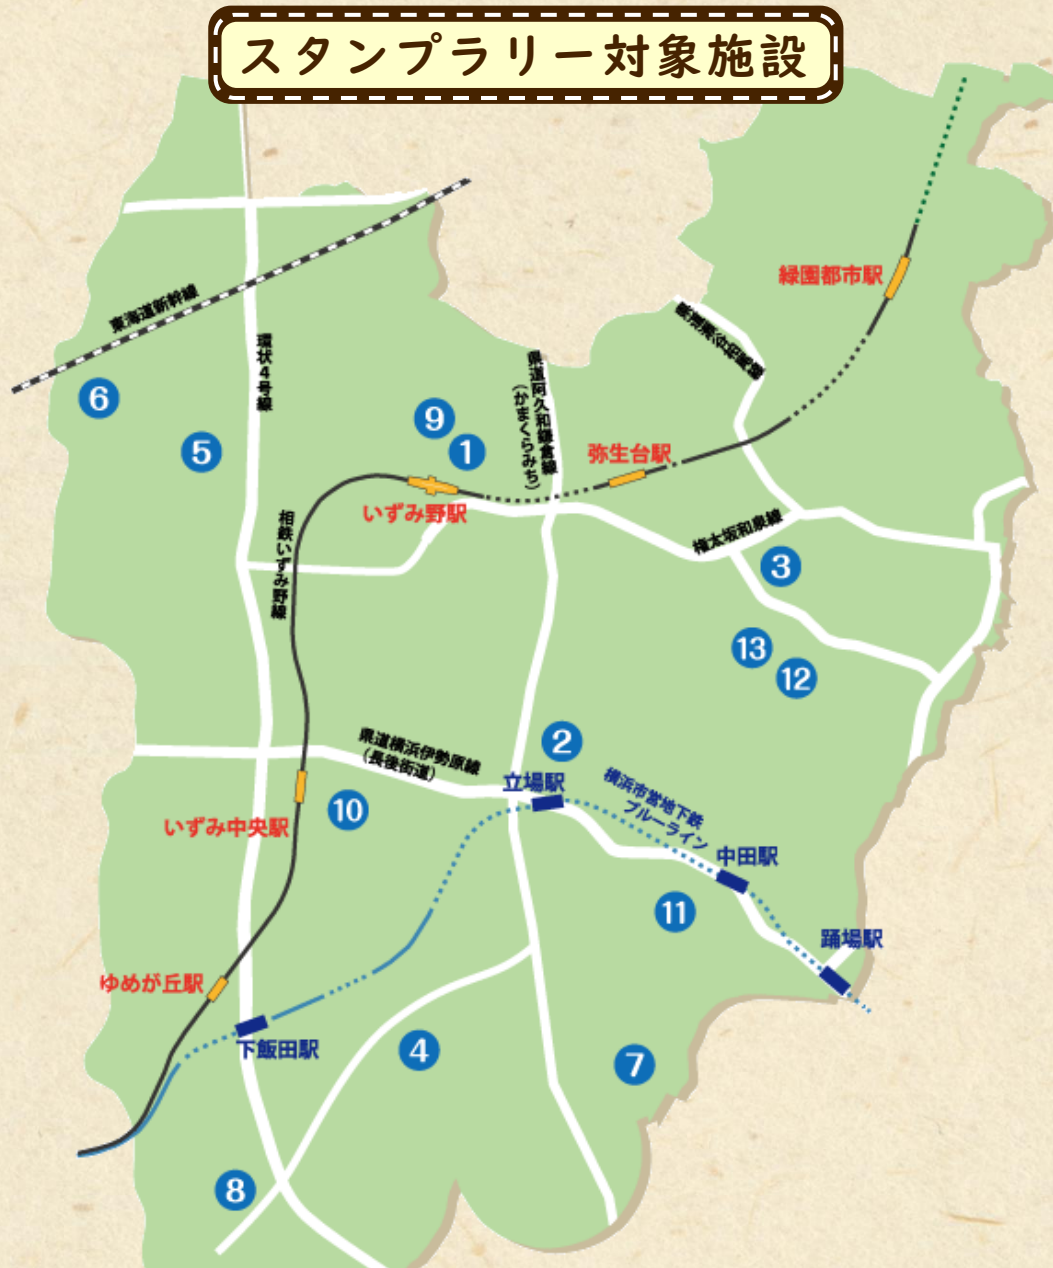 スタンプラリー対象施設
緑園都市駅
東海道新幹線
環状4号線
県道阿久和鎌倉線
(かまくらみち)
6
9
5
1
弥生台駅
いずみ野駅
相鉄いずみ野線
権太坂和泉線
3
13
12
県道横浜伊勢原線
(長後街道)
2
立場駅
横浜市営地下鉄
ブルーライン
10
いずみ中央駅
中田駅
11
踊場駅
ゆめが丘駅
下飯田駅
4
7
8